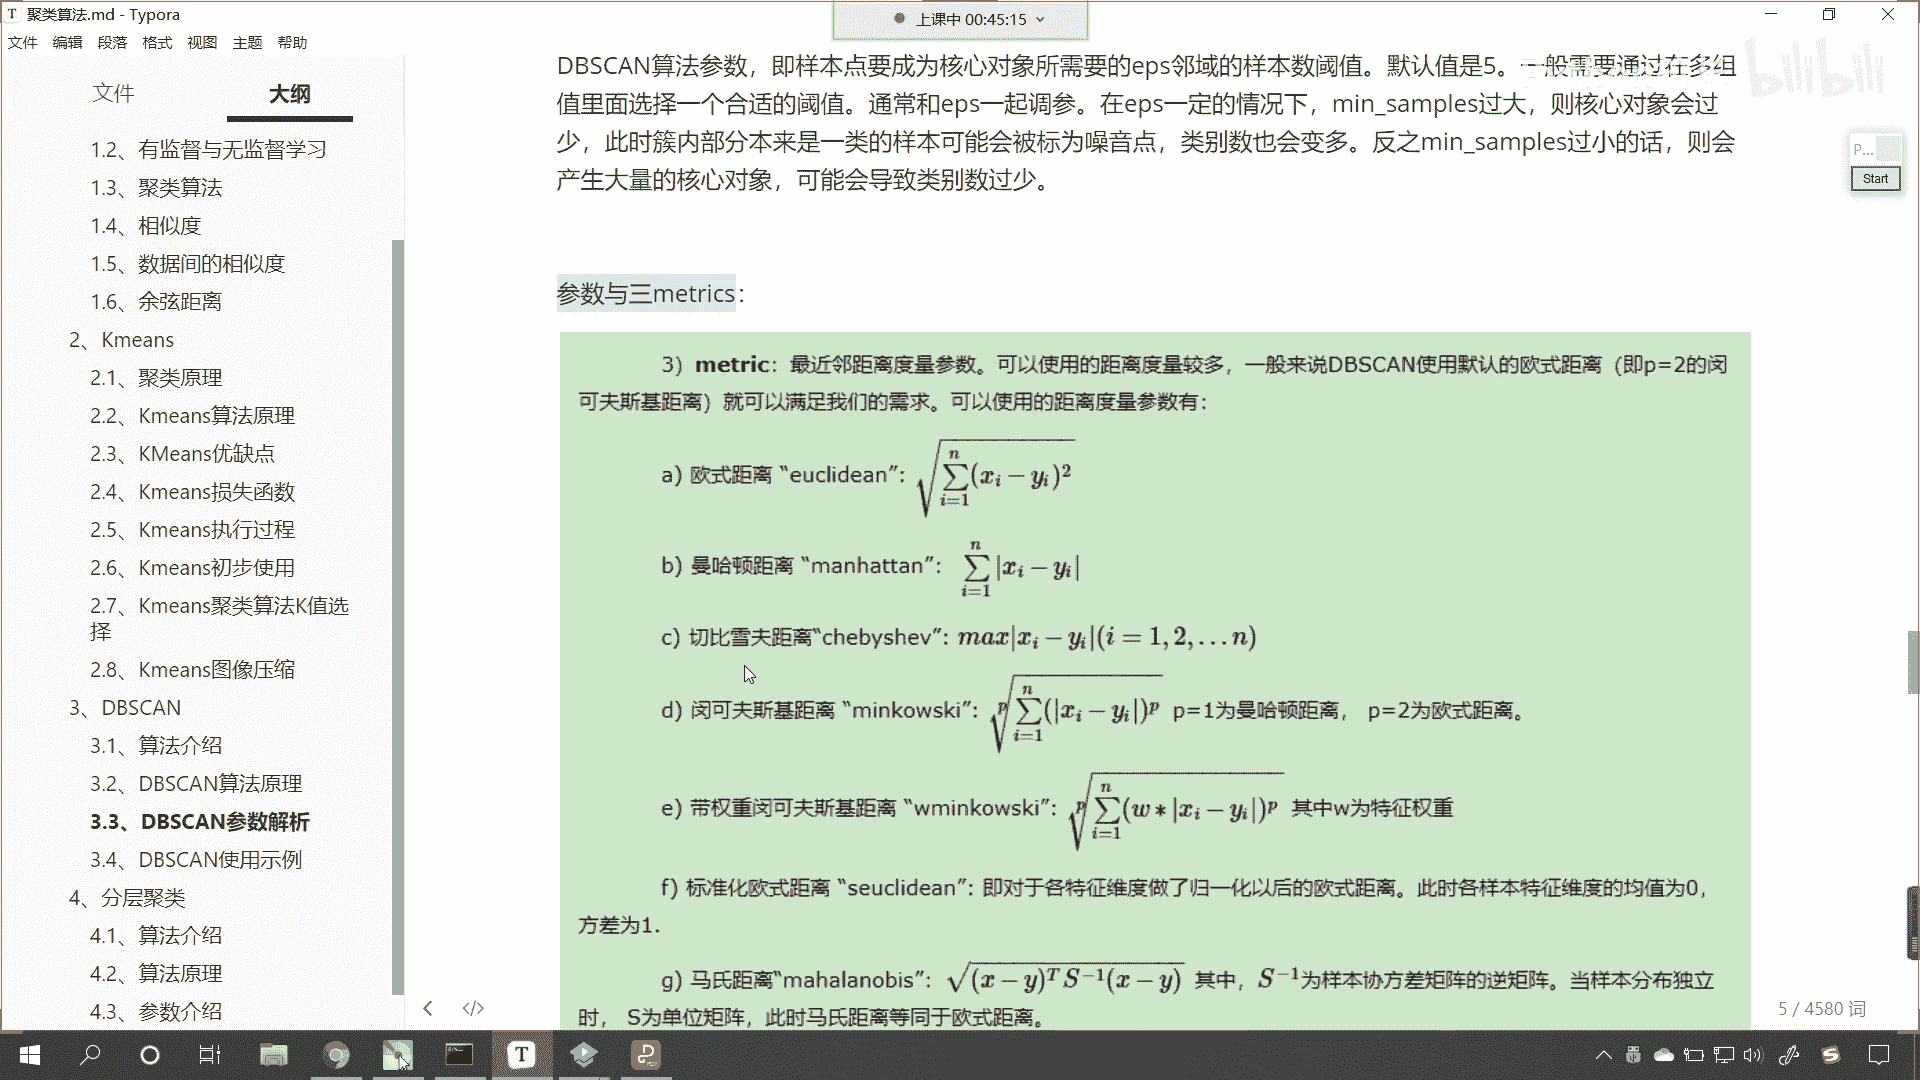 聚类算法.md - Typora
上课中 00:45:15
文件 编辑 段落 格式 视图 主题 帮助
文件 大纲
1.2、有监督与无监督学习
1.3、聚类算法
1.4、相似度
1.5、数据间的相似度
1.6、余弦距离
2、Kmeans
2.1、聚类原理
2.2、Kmeans算法原理
2.3、KMeans优缺点
2.4、Kmeans损失函数
2.5、Kmeans执行过程
2.6、Kmeans初步使用
2.7、Kmeans聚类算法K值选
择
2.8、Kmeans图像压缩
3、DBSCAN
3.1、算法介绍
3.2、DBSCAN算法原理
3.3、DBSCAN参数解析
3.4、DBSCAN使用示例
4、分层聚类
4.1、算法介绍
4.2、算法原理
4.3、参数介绍
DBSCAN算法参数，即样本点要成为核心对象所需要的eps邻域的样本数阈值。默认值是5。一般需要通过在多组
值里面选择一个合适的阈值。通常和eps一起调参。在eps一定的情况下，min_samples过大，则核心对象会过
少，此时簇内部分本来是一类的样本可能会被标为噪音点，类别数也会变多。反之min_samples过小的话，则会
产生大量的核心对象，可能会导致类别数过少。
参数与三metrics：
3）metric：最近邻距离度量参数。可以使用的距离度量较多，一般来说DBSCAN使用默认的欧式距离（即p=2的闵
可夫斯基距离）就可以满足我们的需求。可以使用的距离度量参数有：
a) 欧式距离 “euclidean”: \sqrt{\sum_{i=1}^{n}(x_i-y_i)^2}
b) 曼哈顿距离 “manhattan”: \sum_{i=1}^{n}|x_i-y_i|
c) 切比雪夫距离“chebyshev”: max|x_i-y_i|(i=1,2,...n)
d) 闵可夫斯基距离 “minkowski”: \sqrt[p]{\sum_{i=1}^{n}(|x_i-y_i|)^p} p=1为曼哈顿距离， p=2为欧式距离。
e) 带权重闵可夫斯基距离 “wminkowski”: \sqrt[p]{\sum_{i=1}^{n}(w*|x_i-y_i|)^p} 其中w为特征权重
f) 标准化欧式距离 “seuclidean”: 即对于各特征维度做了归一化以后的欧式距离。此时各样本特征维度的均值为0，
方差为1.
g) 马氏距离“mahalanobis”: \sqrt{(x-y)^TS^{-1}(x-y)} 其中，S^{-1}为样本协方差矩阵的逆矩阵。当样本分布独立
时， S为单位矩阵，此时马氏距离等同于欧式距离。
P...
Start
bilibili
5 / 4580 词